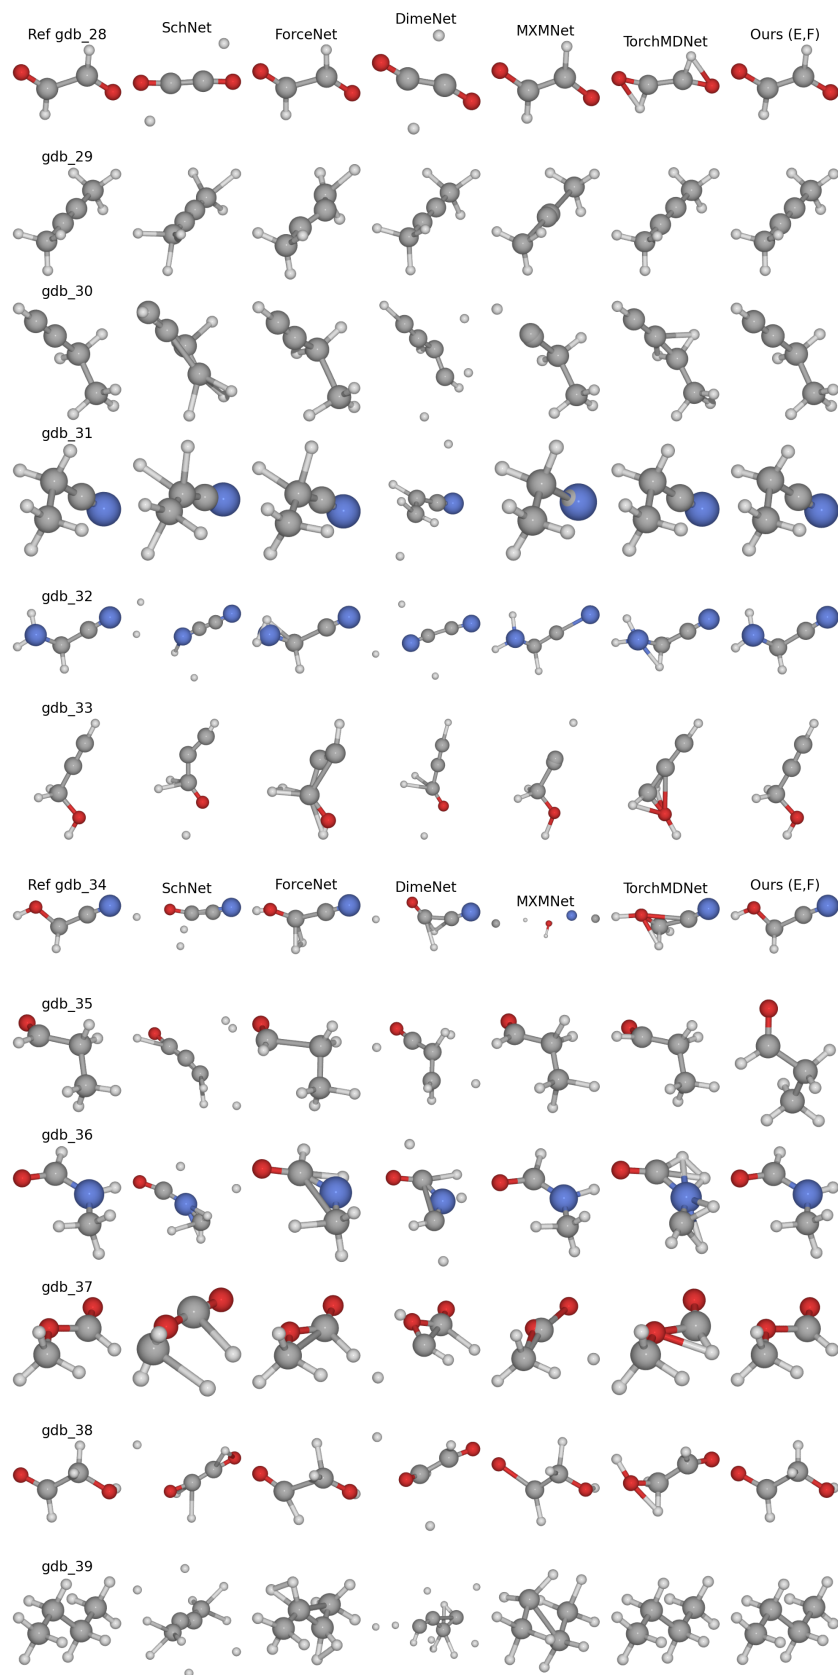 Ref gdb_28 SchNet ForceNet DimeNet MXMNet TorchMDNet Ours (E,F)
gdb_29
gdb_30
gdb_31
gdb_32
gdb_33
Ref gdb_34 SchNet ForceNet DimeNet MXMNet TorchMDNet Ours (E,F)
gdb_35
gdb_36
gdb_37
gdb_38
gdb_39